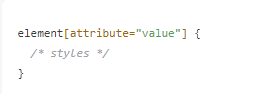 element[attribute="value"] {
  /* styles */
}